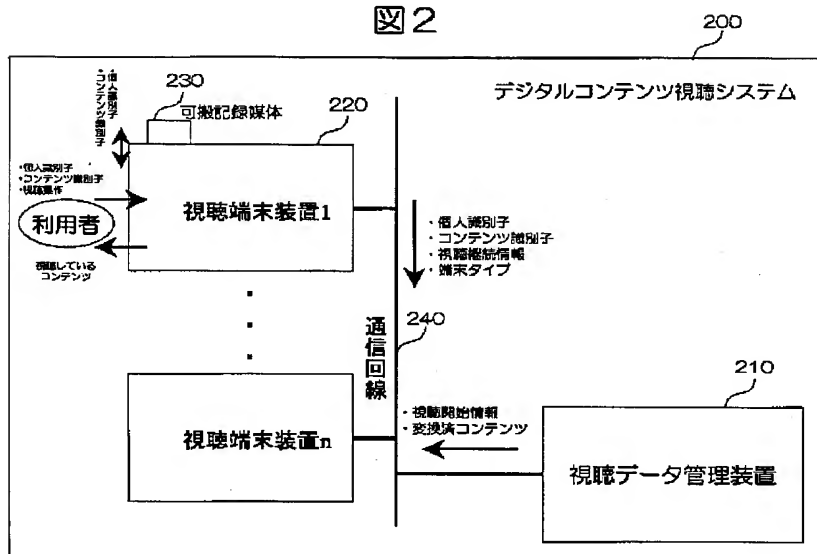 図2
200
デジタルコンテンツ視聴システム
・個人識別子
・コンテンツ識別子
230
可搬記録媒体
220
・個人識別子
・コンテンツ識別子
・視聴操作
利用者
視聴しているコンテンツ
視聴端末装置1
・個人識別子
・コンテンツ識別子
・視聴継続情報
・端末タイプ
通信回線
240
210
・視聴開始情報
・変換済コンテンツ
視聴端末装置n
視聴データ管理装置